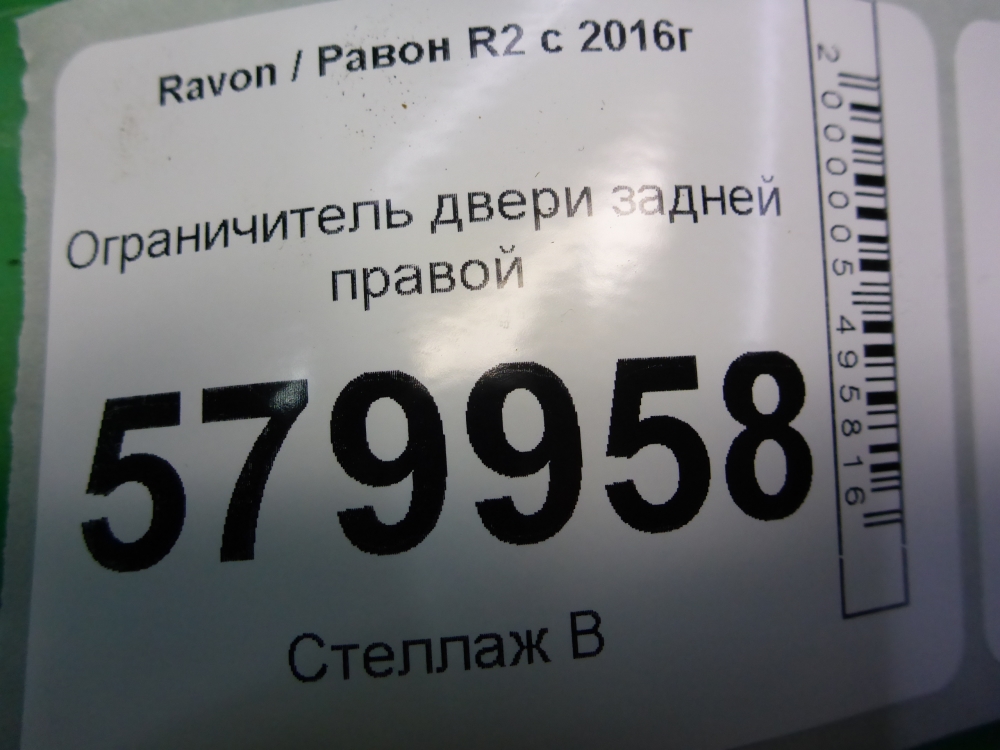 Ravon / Равон R2 с 2016г
Ограничитель двери задней
правой
579958
Стеллаж В
2000005495816